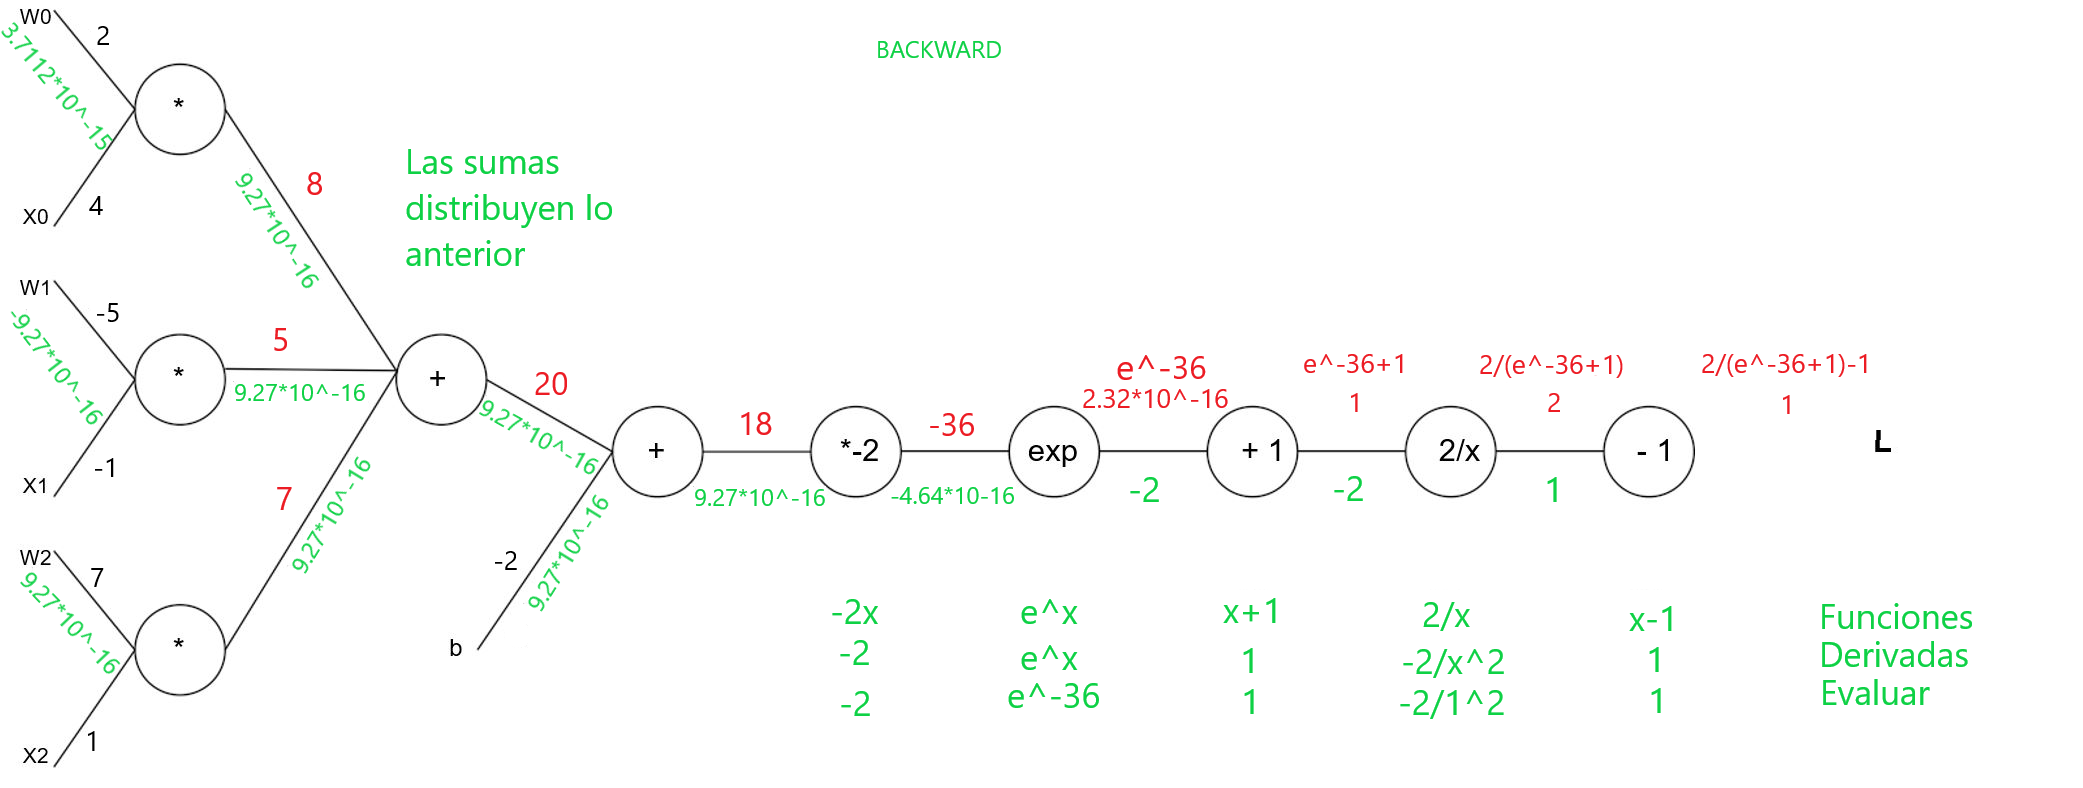 BACKWARD
W0
2
3.7112*10^-15
*
X0
4
8
9.27*10^-16
Las sumas
distribuyen lo
anterior
W1
-5
-9.27*10^-16
*
X1
-1
5
9.27*10^-16
W2
7
9.27*10^-16
*
X2
1
7
9.27*10^-16
+
20
9.27*10^-16
b
-2
9.27*10^-16
+
18
9.27*10^-16
*-2
-36
-4.64*10-16
exp
e^-36
2.32*10^-16
-2
+ 1
e^-36+1
1
-2
2/x
2/(e^-36+1)
2
1
- 1
2/(e^-36+1)-1
1
L
-2x e^x x+1 2/x x-1 Funciones
-2 e^x 1 -2/x^2 1 Derivadas
-2 e^-36 1 -2/1^2 1 Evaluar